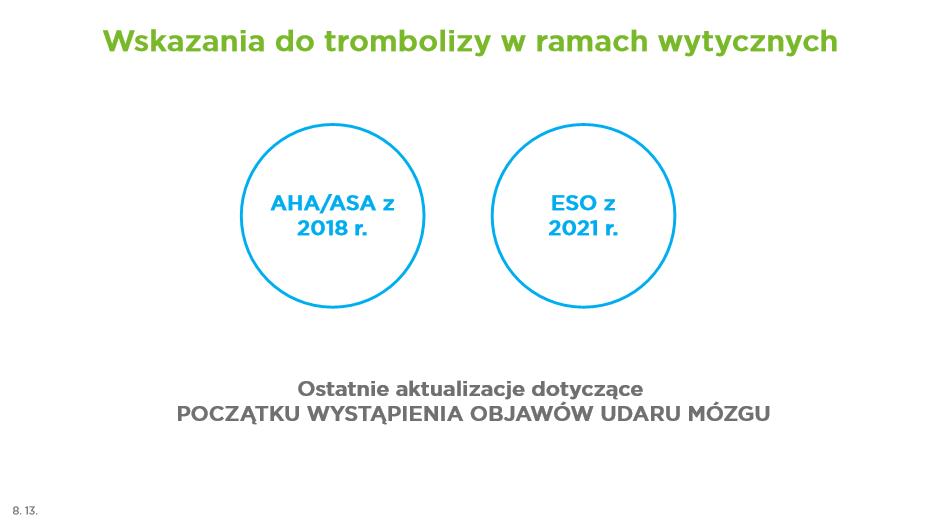 Wskazania do trombolizy w ramach wytycznych
AHA/ASA z
2018 r.
ESO z
2021 r.
Ostatnie aktualizacje dotyczące
POCZĄTKU WYSTĄPIENIA OBJAWÓW UDARU MÓZGU
8. 13.